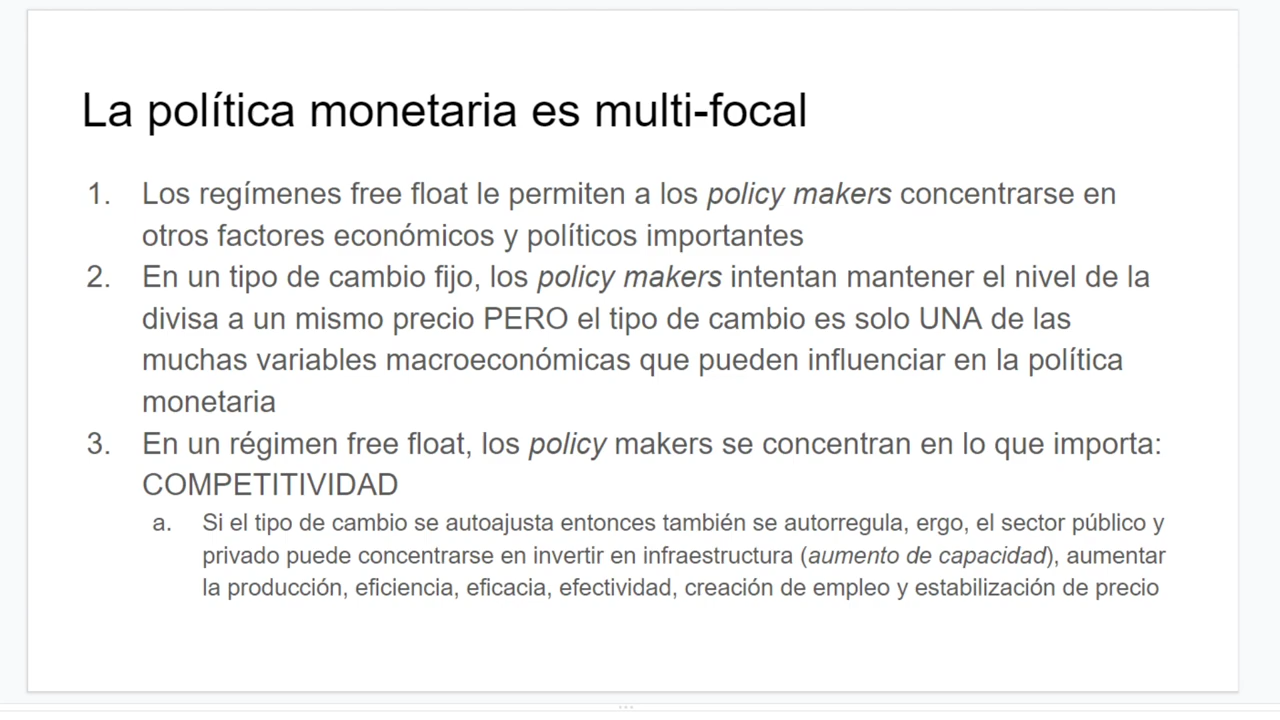 La política monetaria es multi-focal
1. Los regímenes free float le permiten a los policy makers concentrarse en
otros factores económicos y políticos importantes
2. En un tipo de cambio fijo, los policy makers intentan mantener el nivel de la
divisa a un mismo precio PERO el tipo de cambio es solo UNA de las
muchas variables macroeconómicas que pueden influenciar en la política
monetaria
3. En un régimen free float, los policy makers se concentran en lo que importa:
COMPETITIVIDAD
a. Si el tipo de cambio se autoajusta entonces también se autorregula, ergo, el sector público y
privado puede concentrarse en invertir en infraestructura (aumento de capacidad), aumentar
la producción, eficiencia, eficacia, efectividad, creación de empleo y estabilización de precio